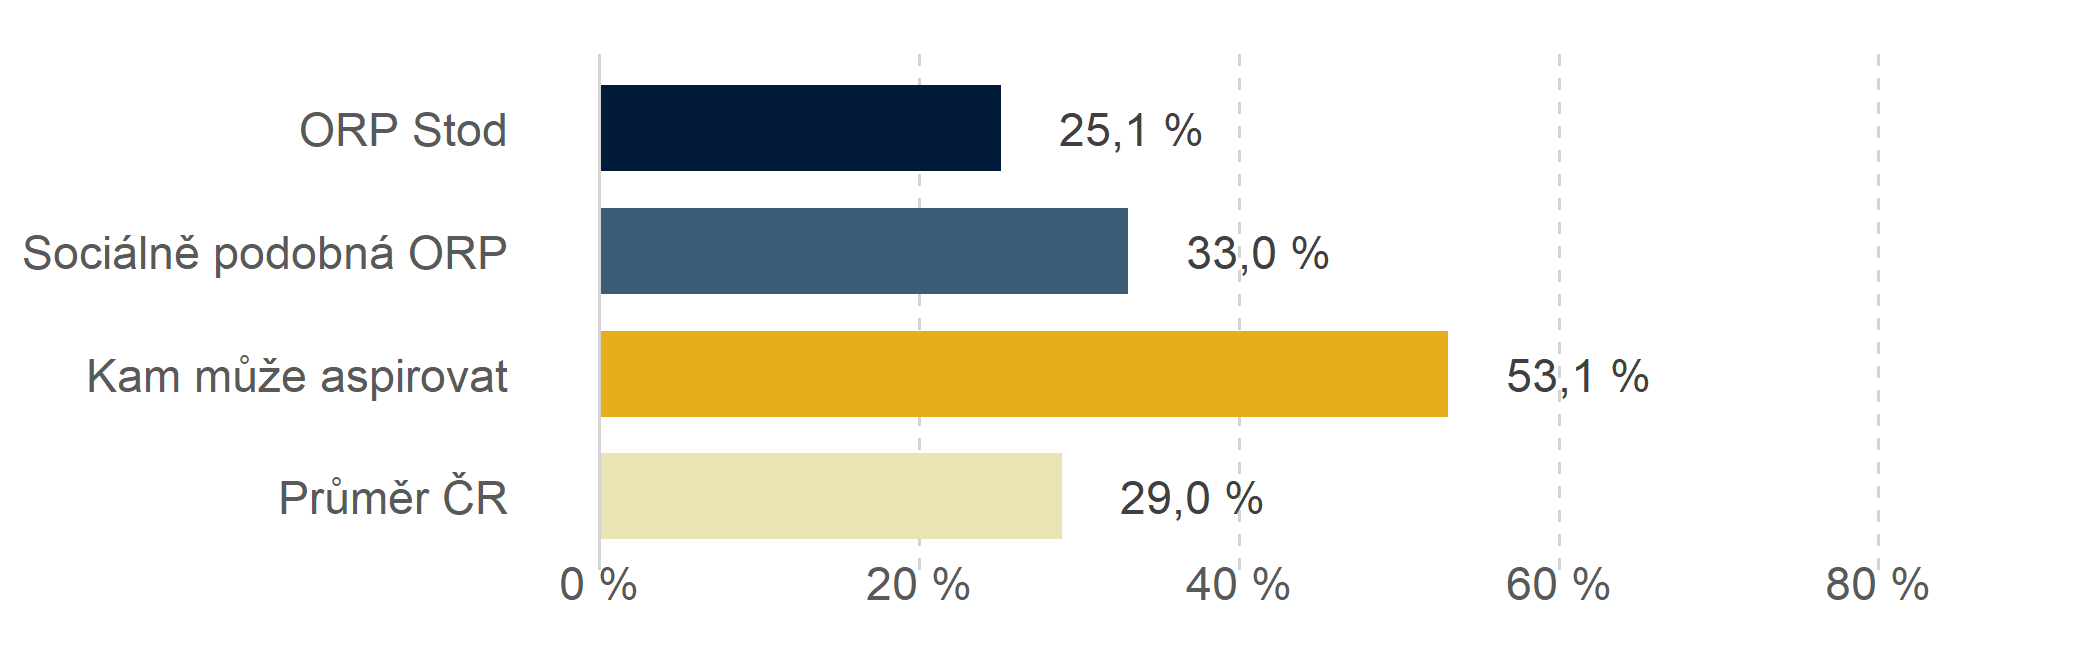 ORP Stod 25,1 %
Sociálně podobná ORP 33,0 %
Kam může aspirovat 53,1 %
Průměr ČR 29,0 %
0 % 20 % 40 % 60 % 80 %